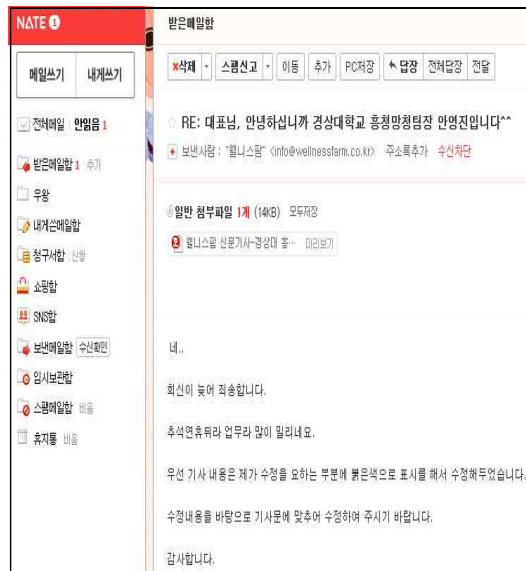 NATE 1
메일쓰기 내게쓰기
전체메일 안읽음 1
받은메일함 1 추가
우왕
내게쓴메일함
청구서함 신청
쇼핑함
SNS함
보낸메일함 수신확인
임시보관함
스팸메일함 비움
휴지통 비움
받은메일함
×삭제 스팸신고 이동 추가 PC저장 답장 전체답장 전달
RE: 대표님, 안녕하십니까 경상대학교 흥청망청팀장 안영진입니다^^
보낸사람 : "웰니스팜" <info@wellnessfarm.co.kr> 주소록추가 수신차단
일반 첨부파일 1개 (14KB) 모두저장
웰니스팜 신문기사-경상대 흥… 미리보기
네..
회신이 늦어 죄송합니다.
추석연휴뒤라 업무라 많이 밀리네요.
우선 기사 내용은 제가 수정을 요하는 부분에 붉은색으로 표시를 해서 수정해두었습니다.
수정내용을 바탕으로 기사문에 맞추어 수정하여 주시기 바랍니다.
감사합니다.